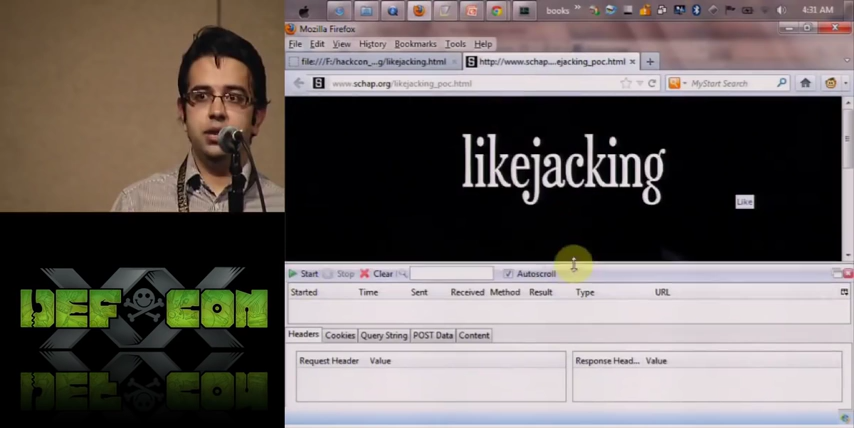 books
»
4:31 AM
Mozilla Firefox
File Edit View History Bookmarks Tools Help
file:///F:/hackcon_...g/likejacking.html
http://www.schap....ejacking_poc.html
www.schap.org/likejacking_poc.html
MyStart Search
likejacking
Like
Start Stop Clear Autoscroll
Started Time Sent Received Method Result Type URL
Headers Cookies Query String POST Data Content
Request Header Value
Response Head... Value
DEF CON
XX